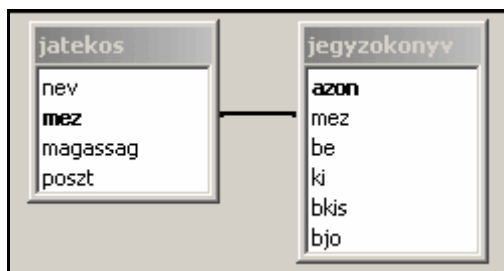 jatekos
nev
mez
magassag
poszt
jegyzokonyv
azon
mez
be
ki
bkis
bjo